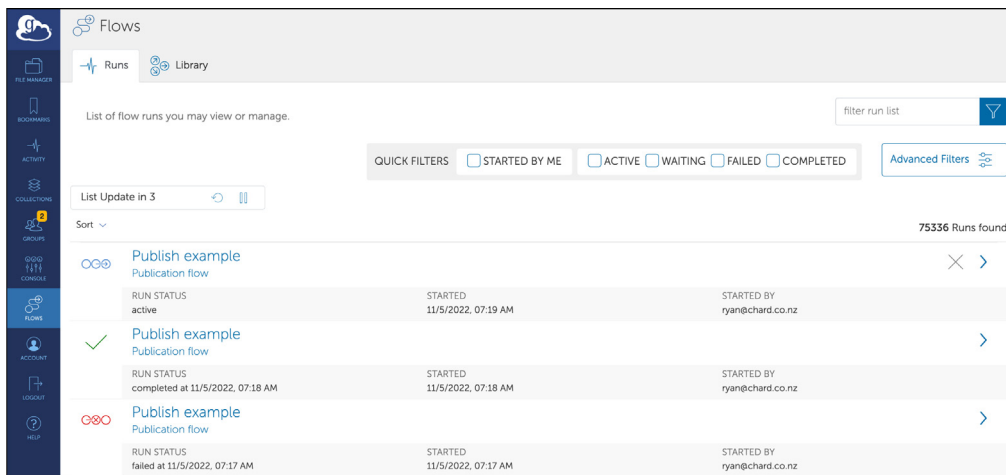 g
Flows
Runs
Library
FILE MANAGER
BOOKMARKS
ACTIVITY
COLLECTIONS
2
GROUPS
CONSOLE
FLOWS
ACCOUNT
LOGOUT
HELP
List of flow runs you may view or manage.
filter run list
QUICK FILTERS STARTED BY ME ACTIVE WAITING FAILED COMPLETED
Advanced Filters
List Update in 3
Sort
75336 Runs found
Publish example
Publication flow
RUN STATUS STARTED STARTED BY
active 11/5/2022, 07:19 AM ryan@chard.co.nz
Publish example
Publication flow
RUN STATUS STARTED STARTED BY
completed at 11/5/2022, 07:18 AM 11/5/2022, 07:18 AM ryan@chard.co.nz
Publish example
Publication flow
RUN STATUS STARTED STARTED BY
failed at 11/5/2022, 07:17 AM 11/5/2022, 07:17 AM ryan@chard.co.nz